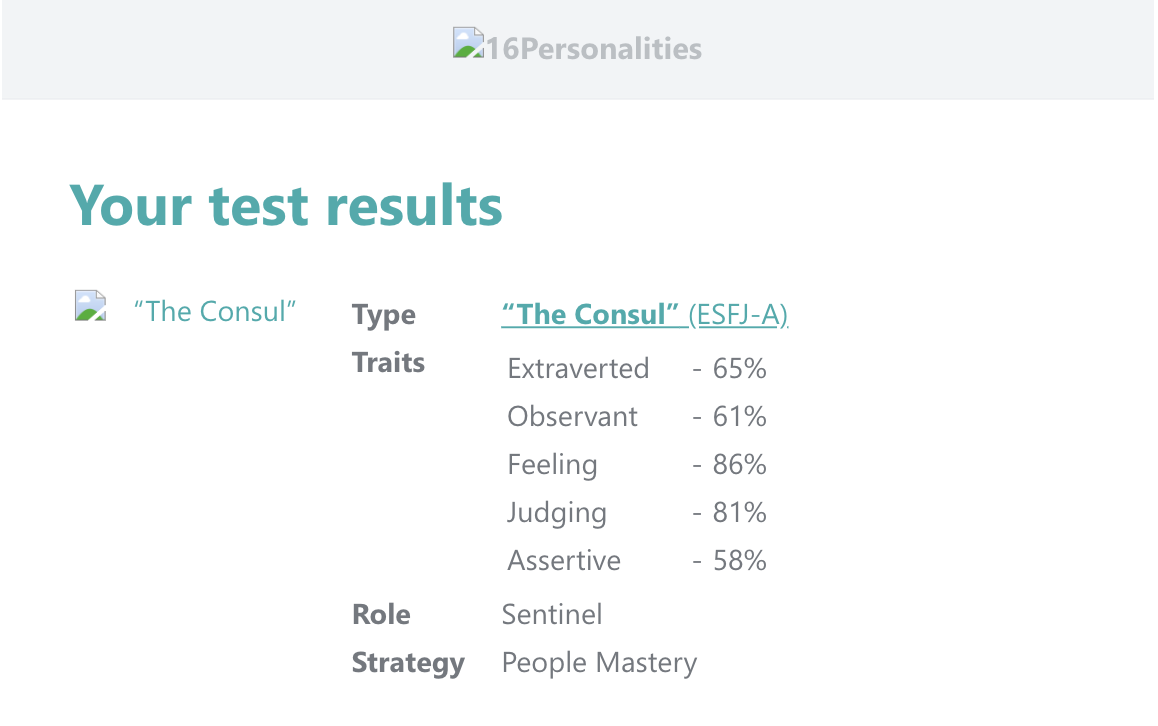 16Personalities
Your test results
“The Consul”
Type “The Consul” (ESFJ-A)
Traits
Extraverted - 65%
Observant - 61%
Feeling - 86%
Judging - 81%
Assertive - 58%
Role Sentinel
Strategy People Mastery